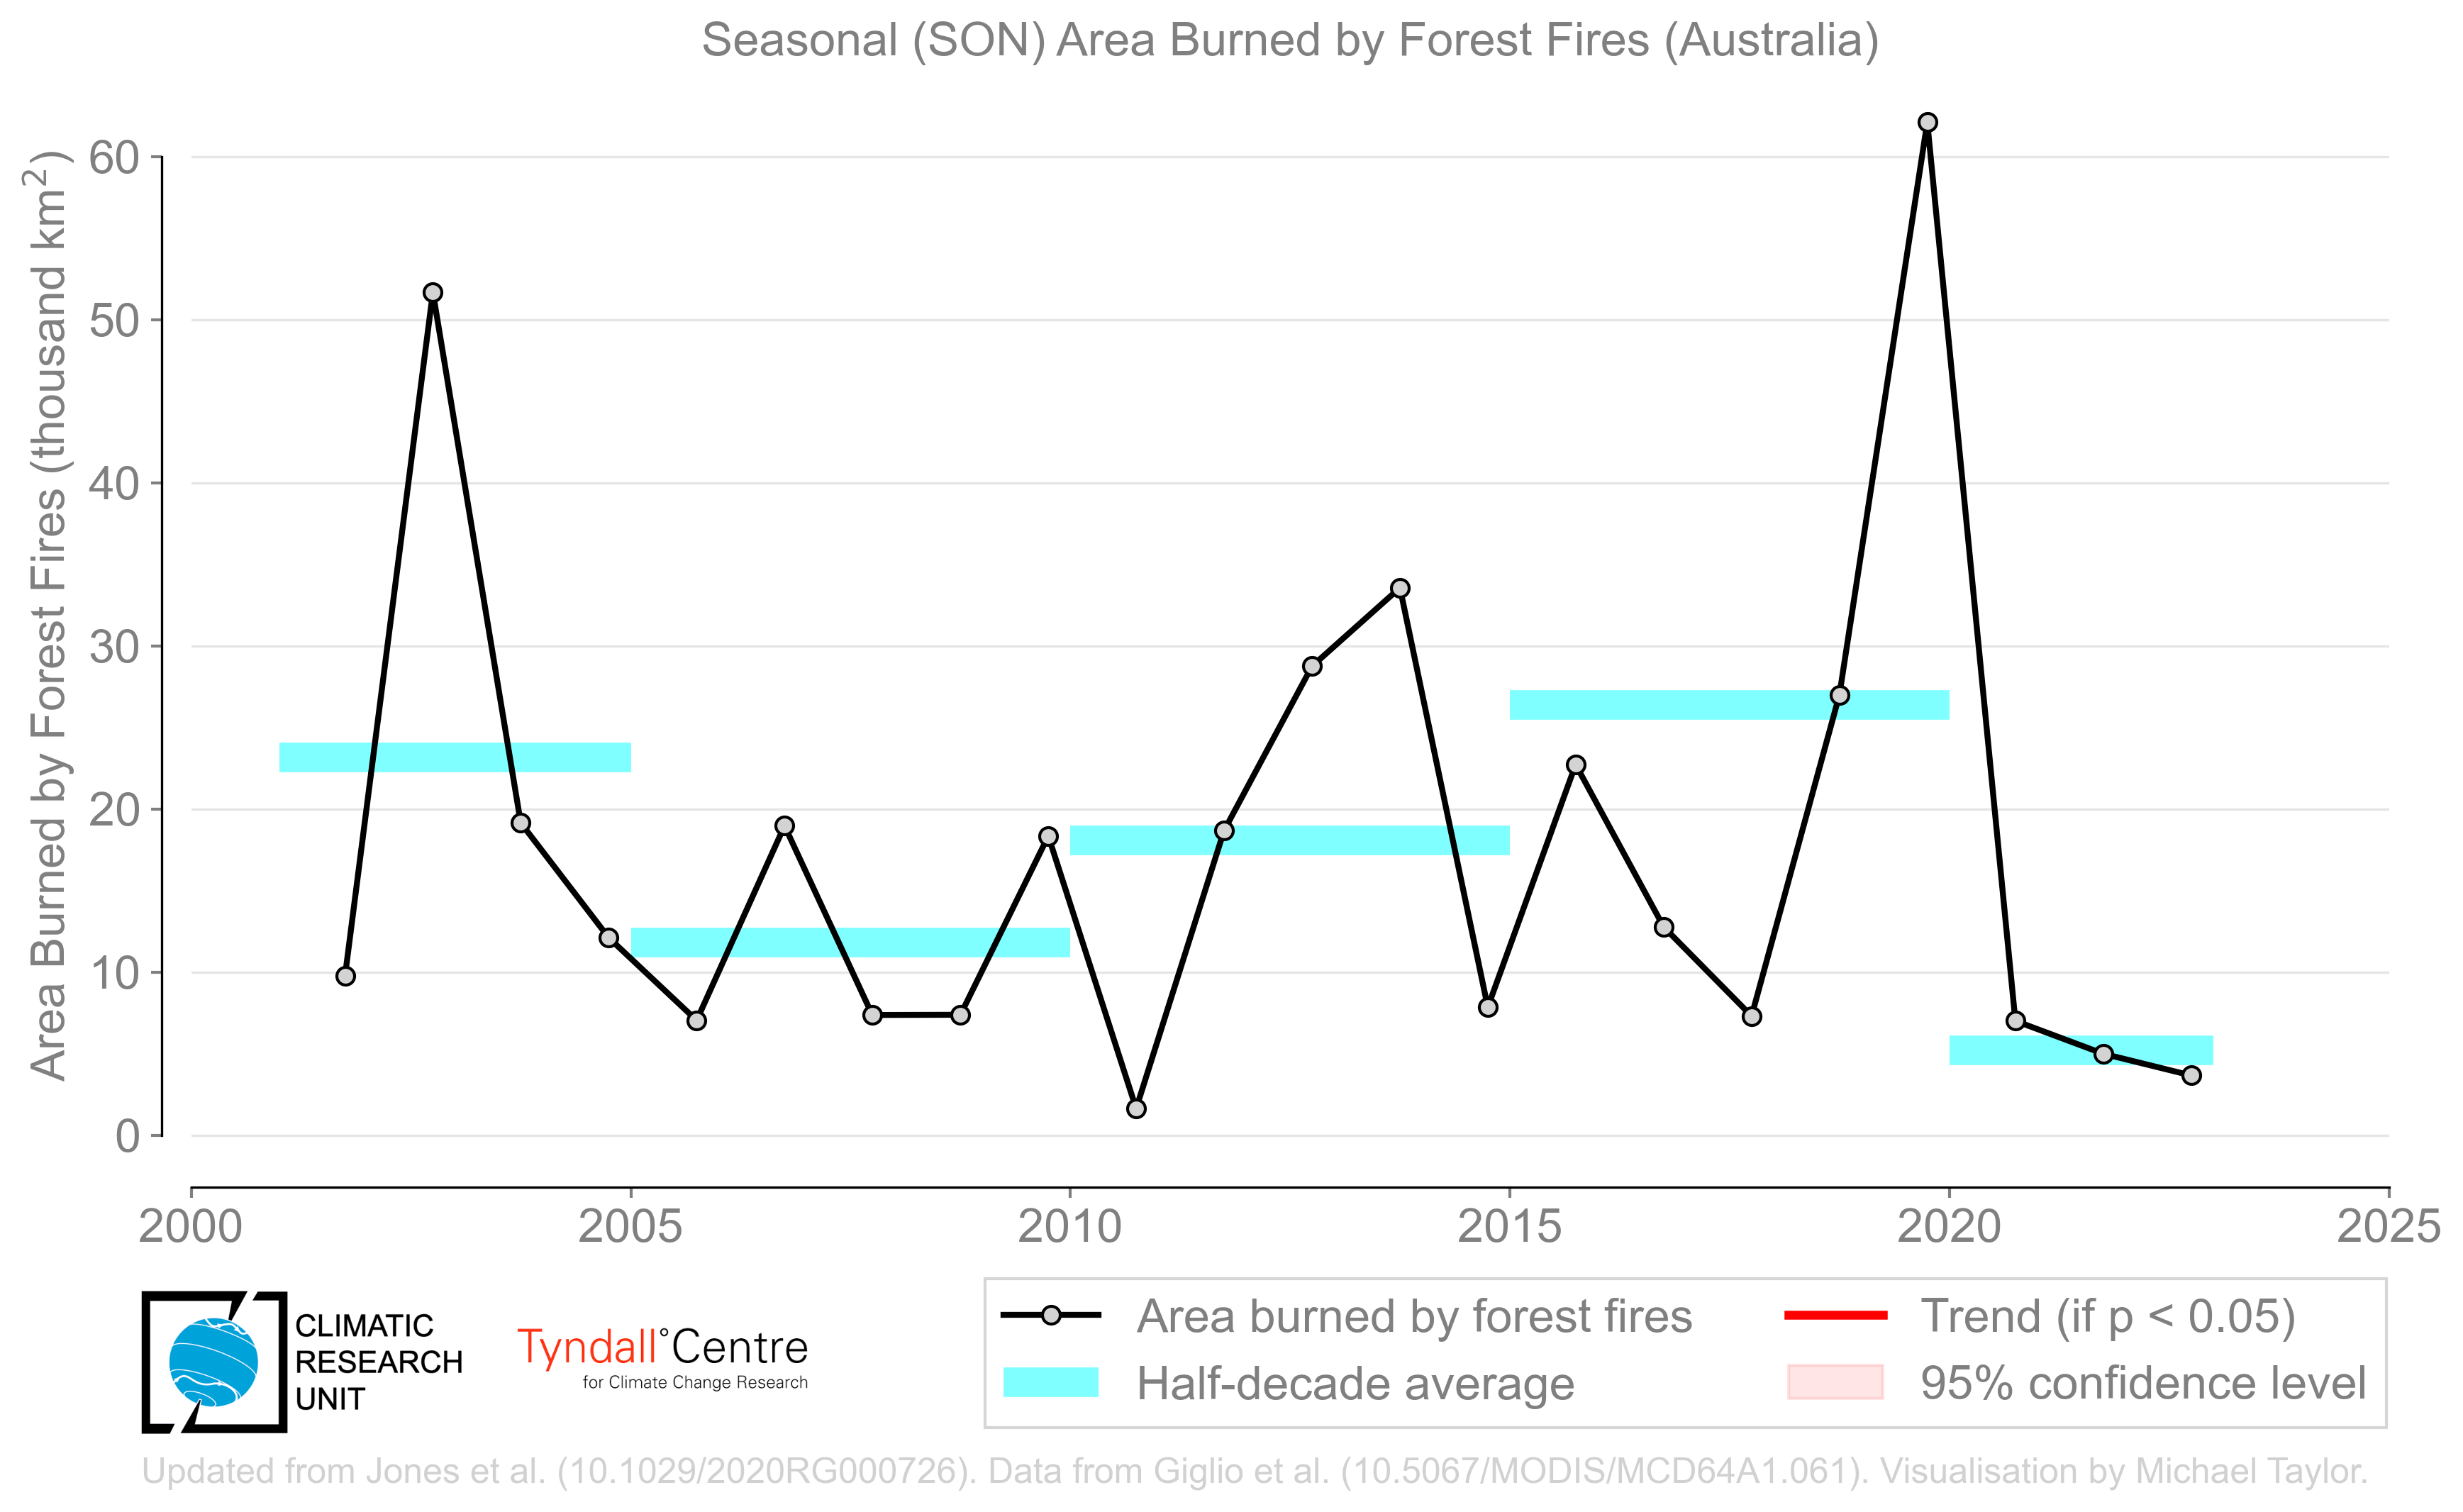 Seasonal (SON) Area Burned by Forest Fires (Australia)
Area Burned by Forest Fires (thousand km²)
60
50
40
30
20
10
0
2000 2005 2010 2015 2020 2025
Area burned by forest fires
Half-decade average
Trend (if p < 0.05)
95% confidence level
CLIMATIC
RESEARCH
UNIT
Tyndall°Centre
for Climate Change Research
Updated from Jones et al. (10.1029/2020RG000726). Data from Giglio et al. (10.5067/MODIS/MCD64A1.061). Visualisation by Michael Taylor.